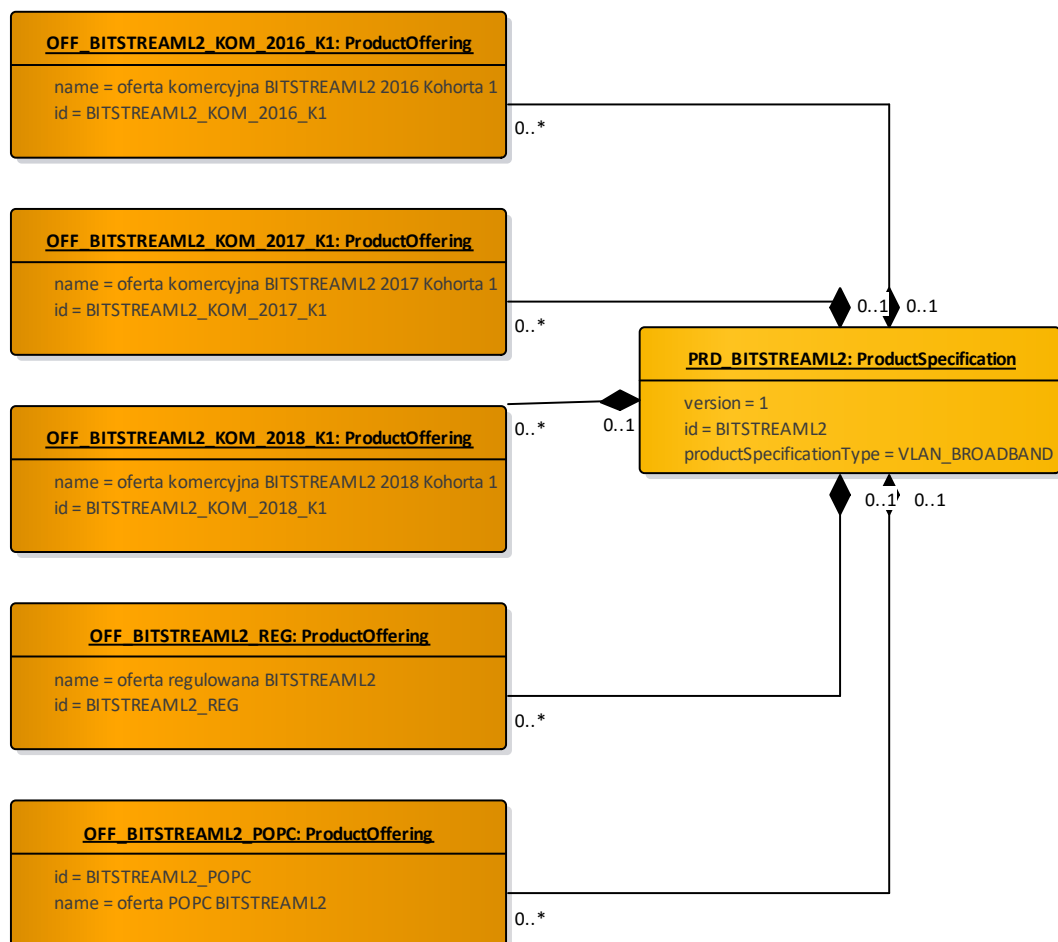 OFF_BITSTREAML2_KOM_2016_K1: ProductOffering
name = oferta komercyjna BITSTREAML2 2016 Kohorta 1
id = BITSTREAML2_KOM_2016_K1
0..*
OFF_BITSTREAML2_KOM_2017_K1: ProductOffering
name = oferta komercyjna BITSTREAML2 2017 Kohorta 1
id = BITSTREAML2_KOM_2017_K1
0..*
0..1
0..1
PRD_BITSTREAML2: ProductSpecification
version = 1
id = BITSTREAML2
productSpecificationType = VLAN_BROADBAND
OFF_BITSTREAML2_KOM_2018_K1: ProductOffering
name = oferta komercyjna BITSTREAML2 2018 Kohorta 1
id = BITSTREAML2_KOM_2018_K1
0..*
0..1
0..1
0..1
OFF_BITSTREAML2_REG: ProductOffering
name = oferta regulowana BITSTREAML2
id = BITSTREAML2_REG
0..*
OFF_BITSTREAML2_POPC: ProductOffering
id = BITSTREAML2_POPC
name = oferta POPC BITSTREAML2
0..*